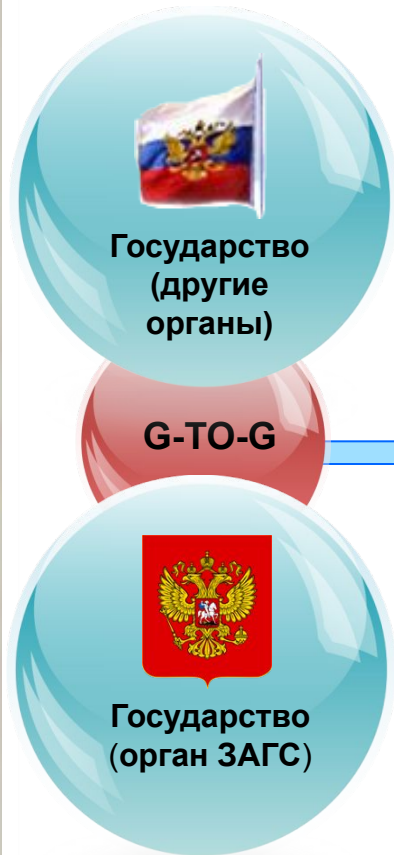 Государство
(другие
органы)
G-TO-G
Государство
(орган ЗАГС)